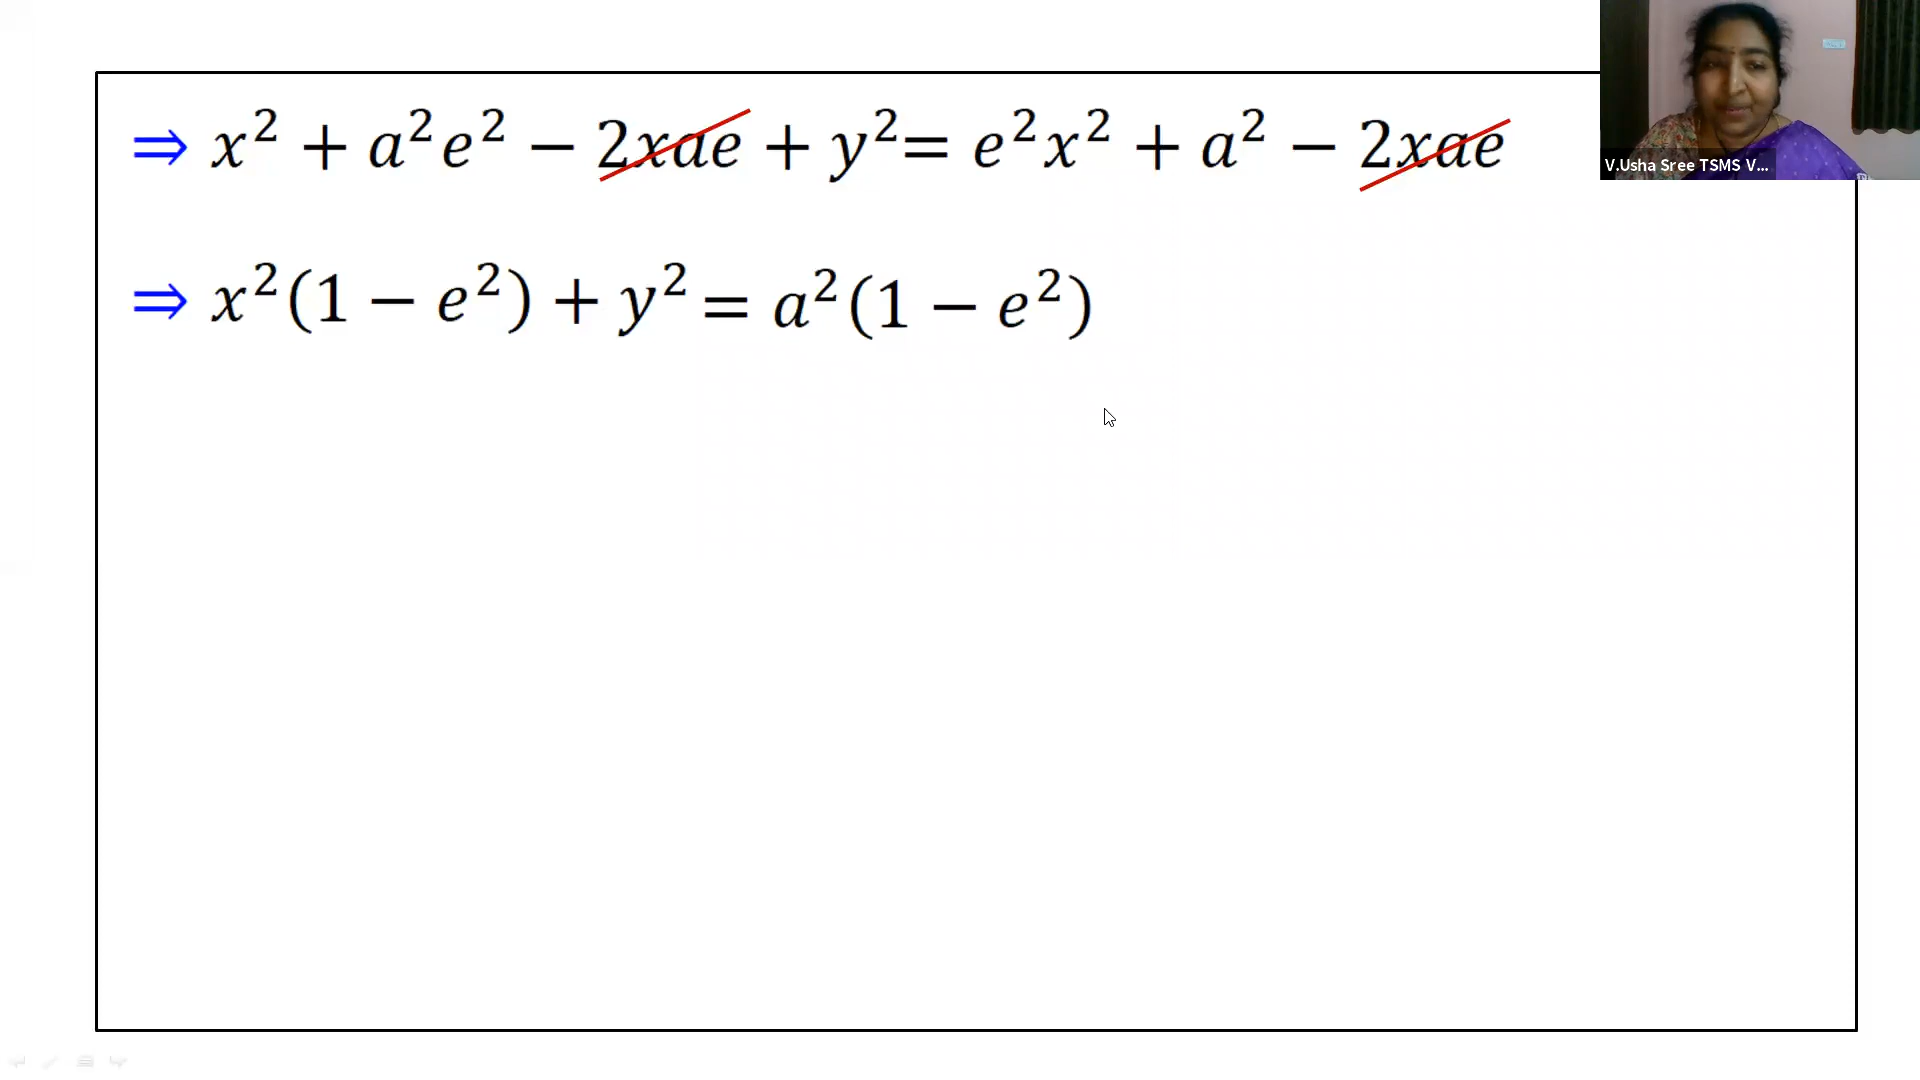 ⇒ x² + a²e² − 2xae + y² = e²x² + a² − 2xae
V.Usha Sree TSMS V...
⇒ x²(1 − e²) + y² = a²(1 − e²)